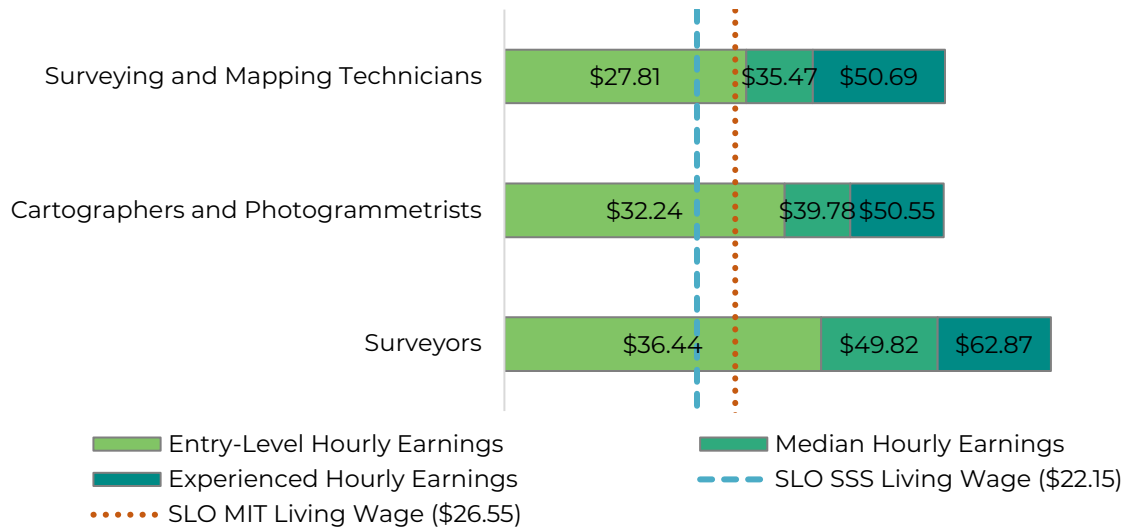 Surveying and Mapping Technicians $27.81 $35.47 $50.69
Cartographers and Photogrammetrists $32.24 $39.78 $50.55
Surveyors $36.44 $49.82 $62.87
Entry-Level Hourly Earnings Median Hourly Earnings
Experienced Hourly Earnings SLO SSS Living Wage ($22.15)
SLO MIT Living Wage ($26.55)